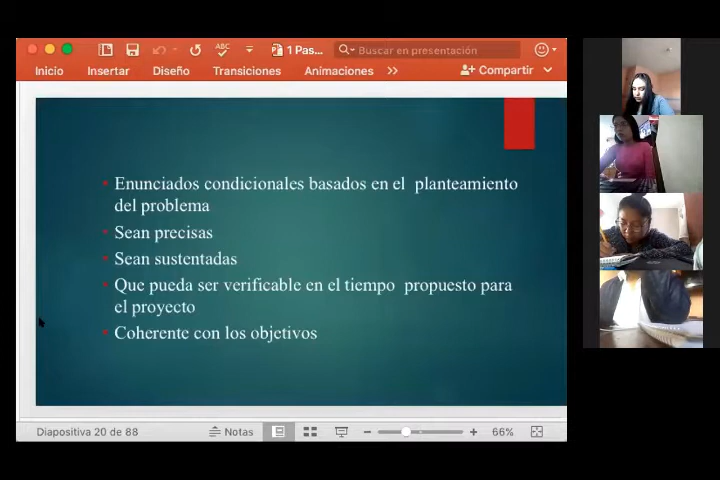 ABC
1 Pas...
Buscar en presentación
Inicio
Insertar
Diseño
Transiciones
Animaciones
Compartir
Enunciados condicionales basados en el planteamiento
del problema
Sean precisas
Sean sustentadas
Que pueda ser verificable en el tiempo propuesto para
el proyecto
Coherente con los objetivos
Diapositiva 20 de 88
Notas
66%